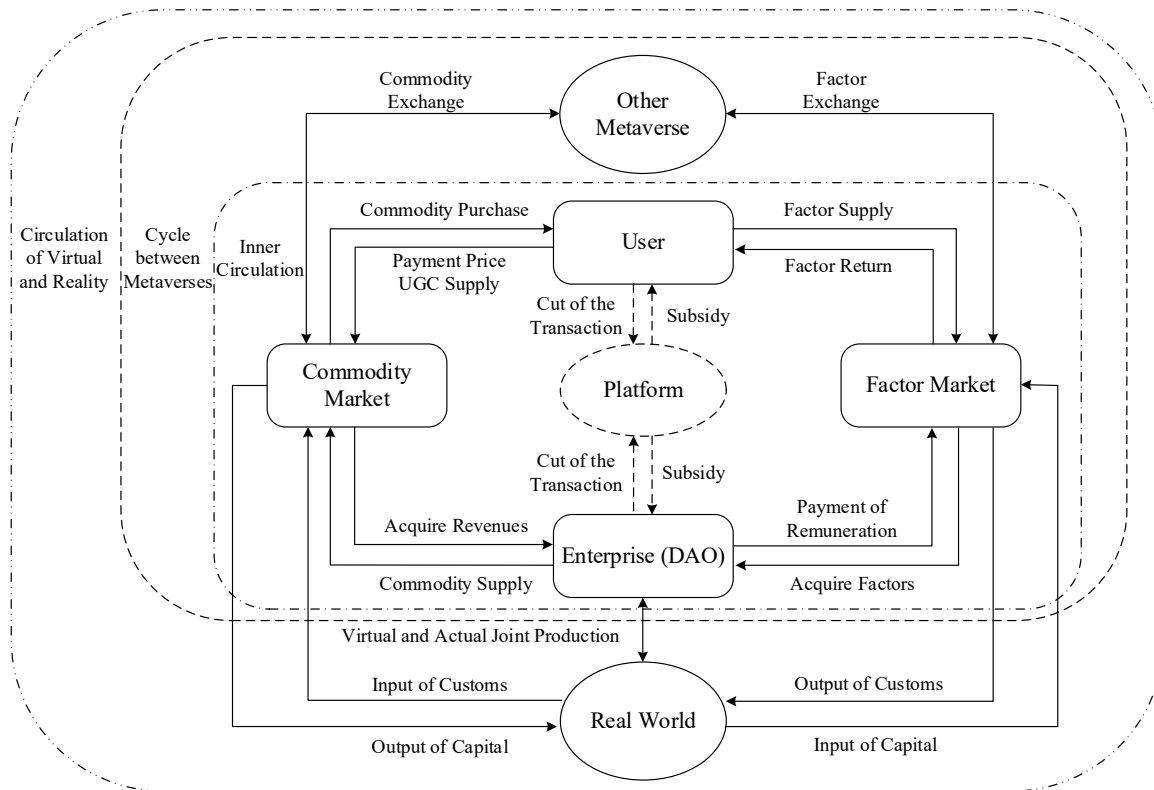 Commodity
Exchange
Other
Metaverse
Factor
Exchange
Circulation
of Virtual
and Reality
Cycle
between
Metaverses
Inner
Circulation
Commodity Purchase
User
Factor Supply
Payment Price
UGC Supply
Factor Return
Cut of the
Transaction
Subsidy
Commodity
Market
Platform
Factor Market
Cut of the
Transaction
Subsidy
Acquire Revenues
Enterprise (DAO)
Payment of
Remuneration
Commodity Supply
Acquire Factors
Virtual and Actual Joint Production
Input of Customs
Real World
Output of Customs
Output of Capital
Input of Capital